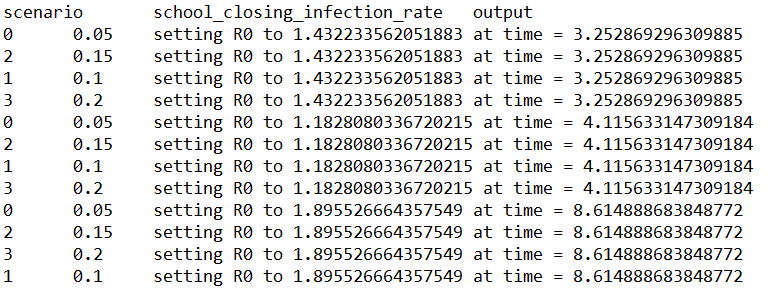 scenario school_closing_infection_rate output
0 0.05 setting R0 to 1.432233562051883 at time = 3.252869296309885
2 0.15 setting R0 to 1.432233562051883 at time = 3.252869296309885
1 0.1 setting R0 to 1.432233562051883 at time = 3.252869296309885
3 0.2 setting R0 to 1.432233562051883 at time = 3.252869296309885
0 0.05 setting R0 to 1.1828080336720215 at time = 4.115633147309184
2 0.15 setting R0 to 1.1828080336720215 at time = 4.115633147309184
1 0.1 setting R0 to 1.1828080336720215 at time = 4.115633147309184
3 0.2 setting R0 to 1.1828080336720215 at time = 4.115633147309184
0 0.05 setting R0 to 1.895526664357549 at time = 8.614888683848772
2 0.15 setting R0 to 1.895526664357549 at time = 8.614888683848772
3 0.2 setting R0 to 1.895526664357549 at time = 8.614888683848772
1 0.1 setting R0 to 1.895526664357549 at time = 8.614888683848772